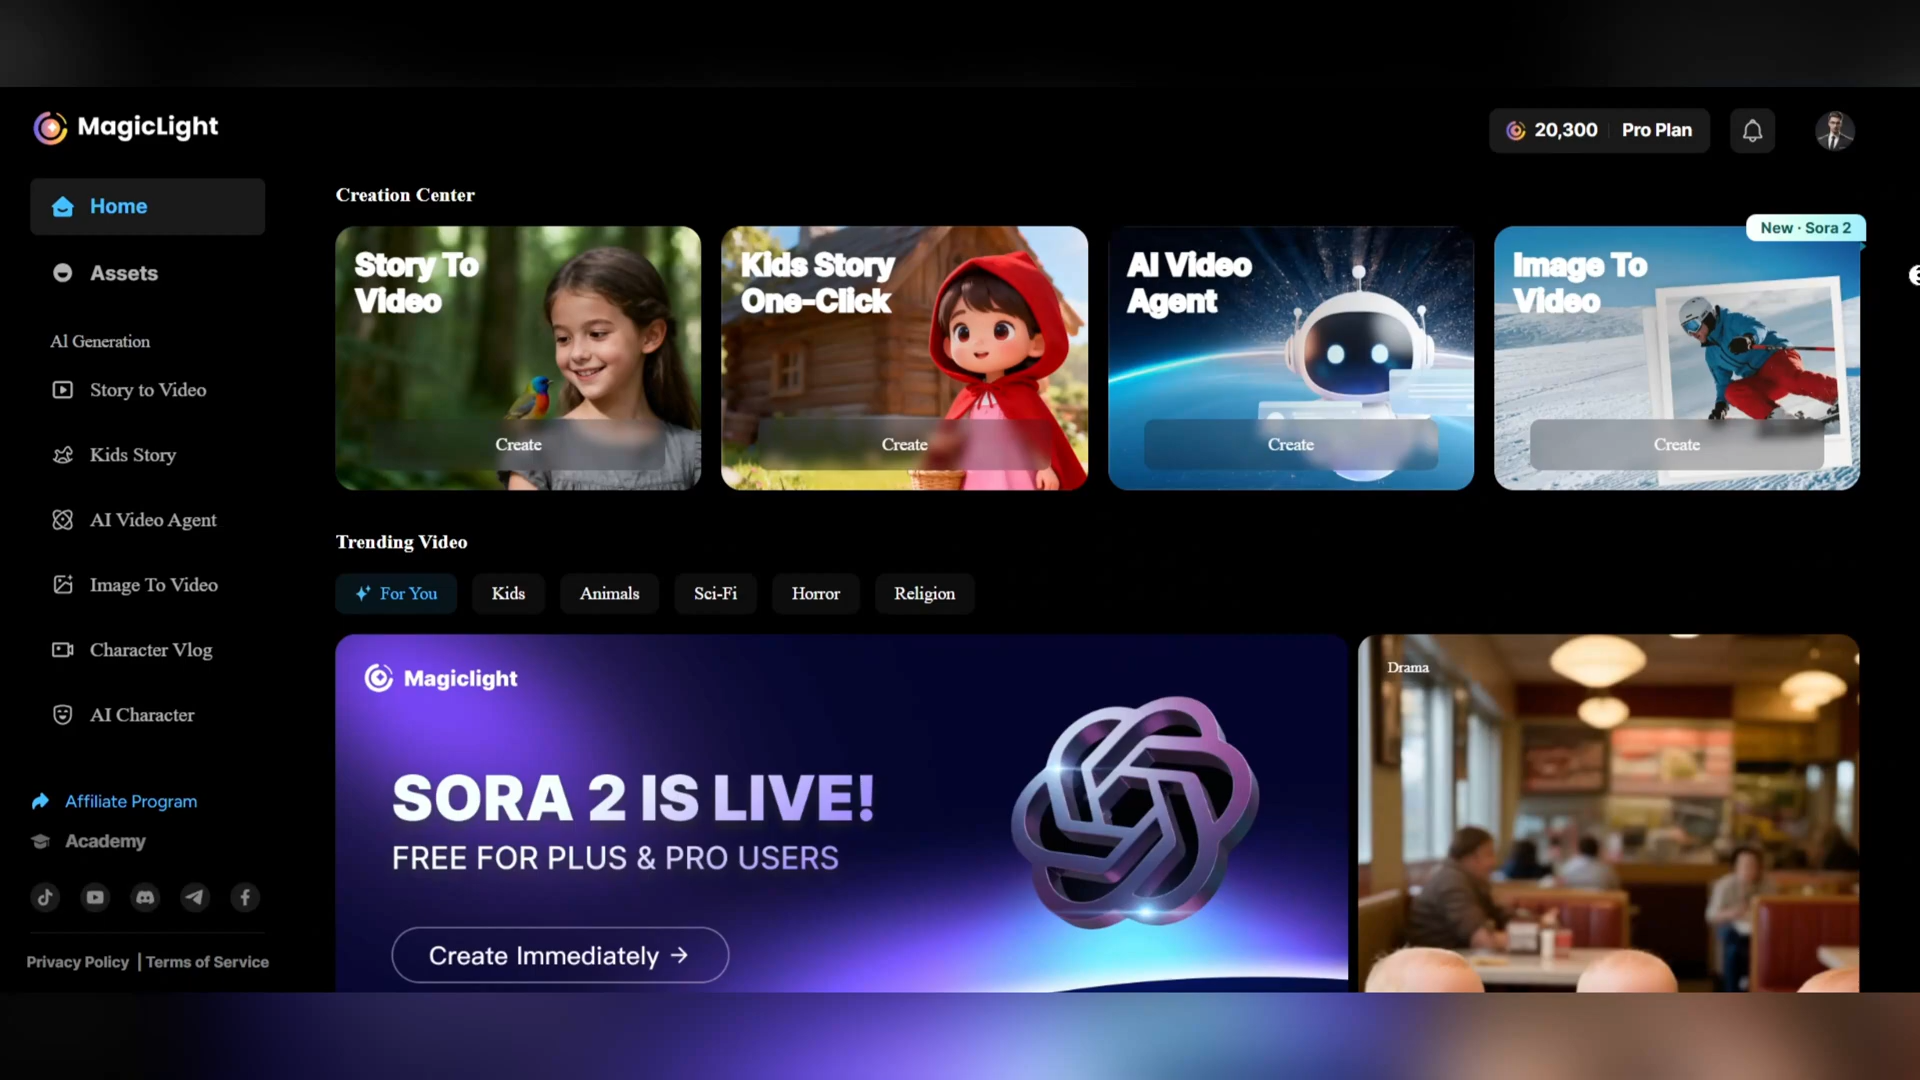 MagicLight
20,300 Pro Plan
Home
Assets
AI Generation
Story to Video
Kids Story
AI Video Agent
Image To Video
Character Vlog
AI Character
Affiliate Program
Academy
Privacy Policy | Terms of Service
Creation Center
Story To
Video
Create
Kids Story
One-Click
Create
AI Video
Agent
Create
New · Sora 2
Image To
Video
Create
Trending Video
For You
Kids
Animals
Sci-Fi
Horror
Religion
Magiclight
SORA 2 IS LIVE!
FREE FOR PLUS & PRO USERS
Create Immediately →
Drama